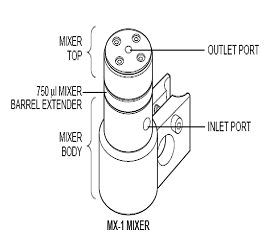 MIXER
TOP
OUTLET PORT
750 µl MIXER
BARREL EXTENDER
INLET PORT
MIXER
BODY
MX-1 MIXER